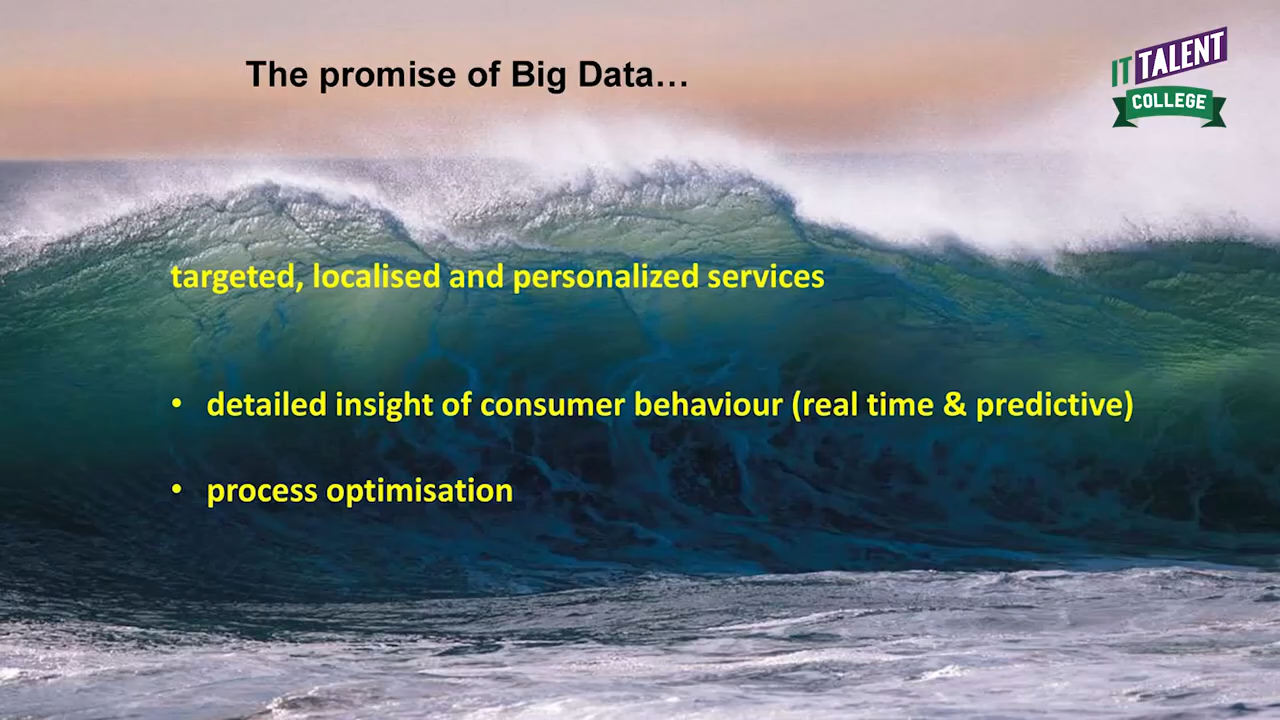 The promise of Big Data…
IT TALENT
COLLEGE
targeted, localised and personalized services
• detailed insight of consumer behaviour (real time & predictive)
• process optimisation